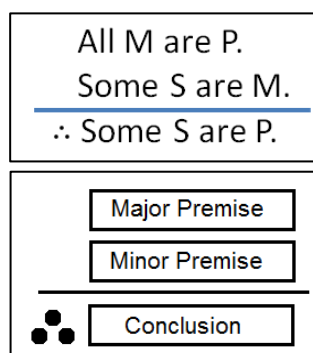 All M are P.
Some S are M.
∴ Some S are P.
Major Premise
Minor Premise
∴ Conclusion